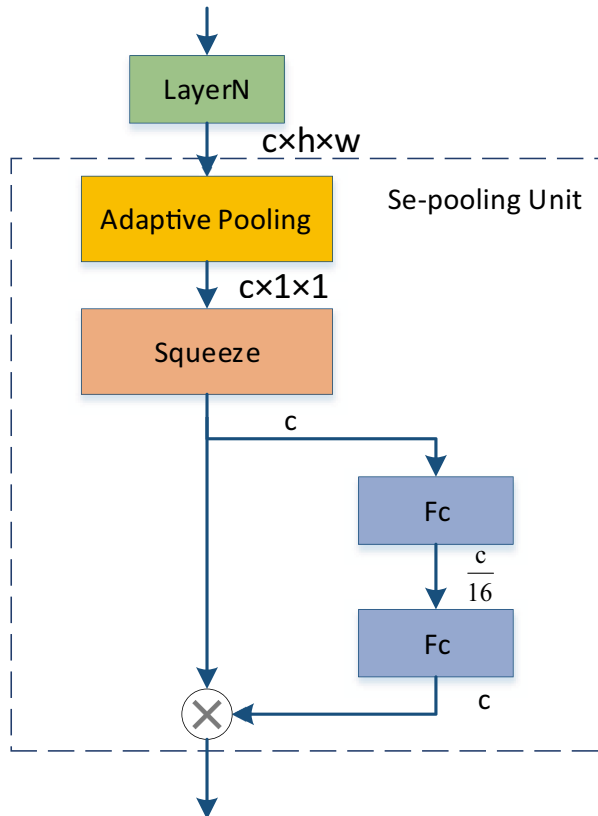 LayerN
c×h×w
Se-pooling Unit
Adaptive Pooling
c×1×1
Squeeze
c
Fc
c
16
Fc
c